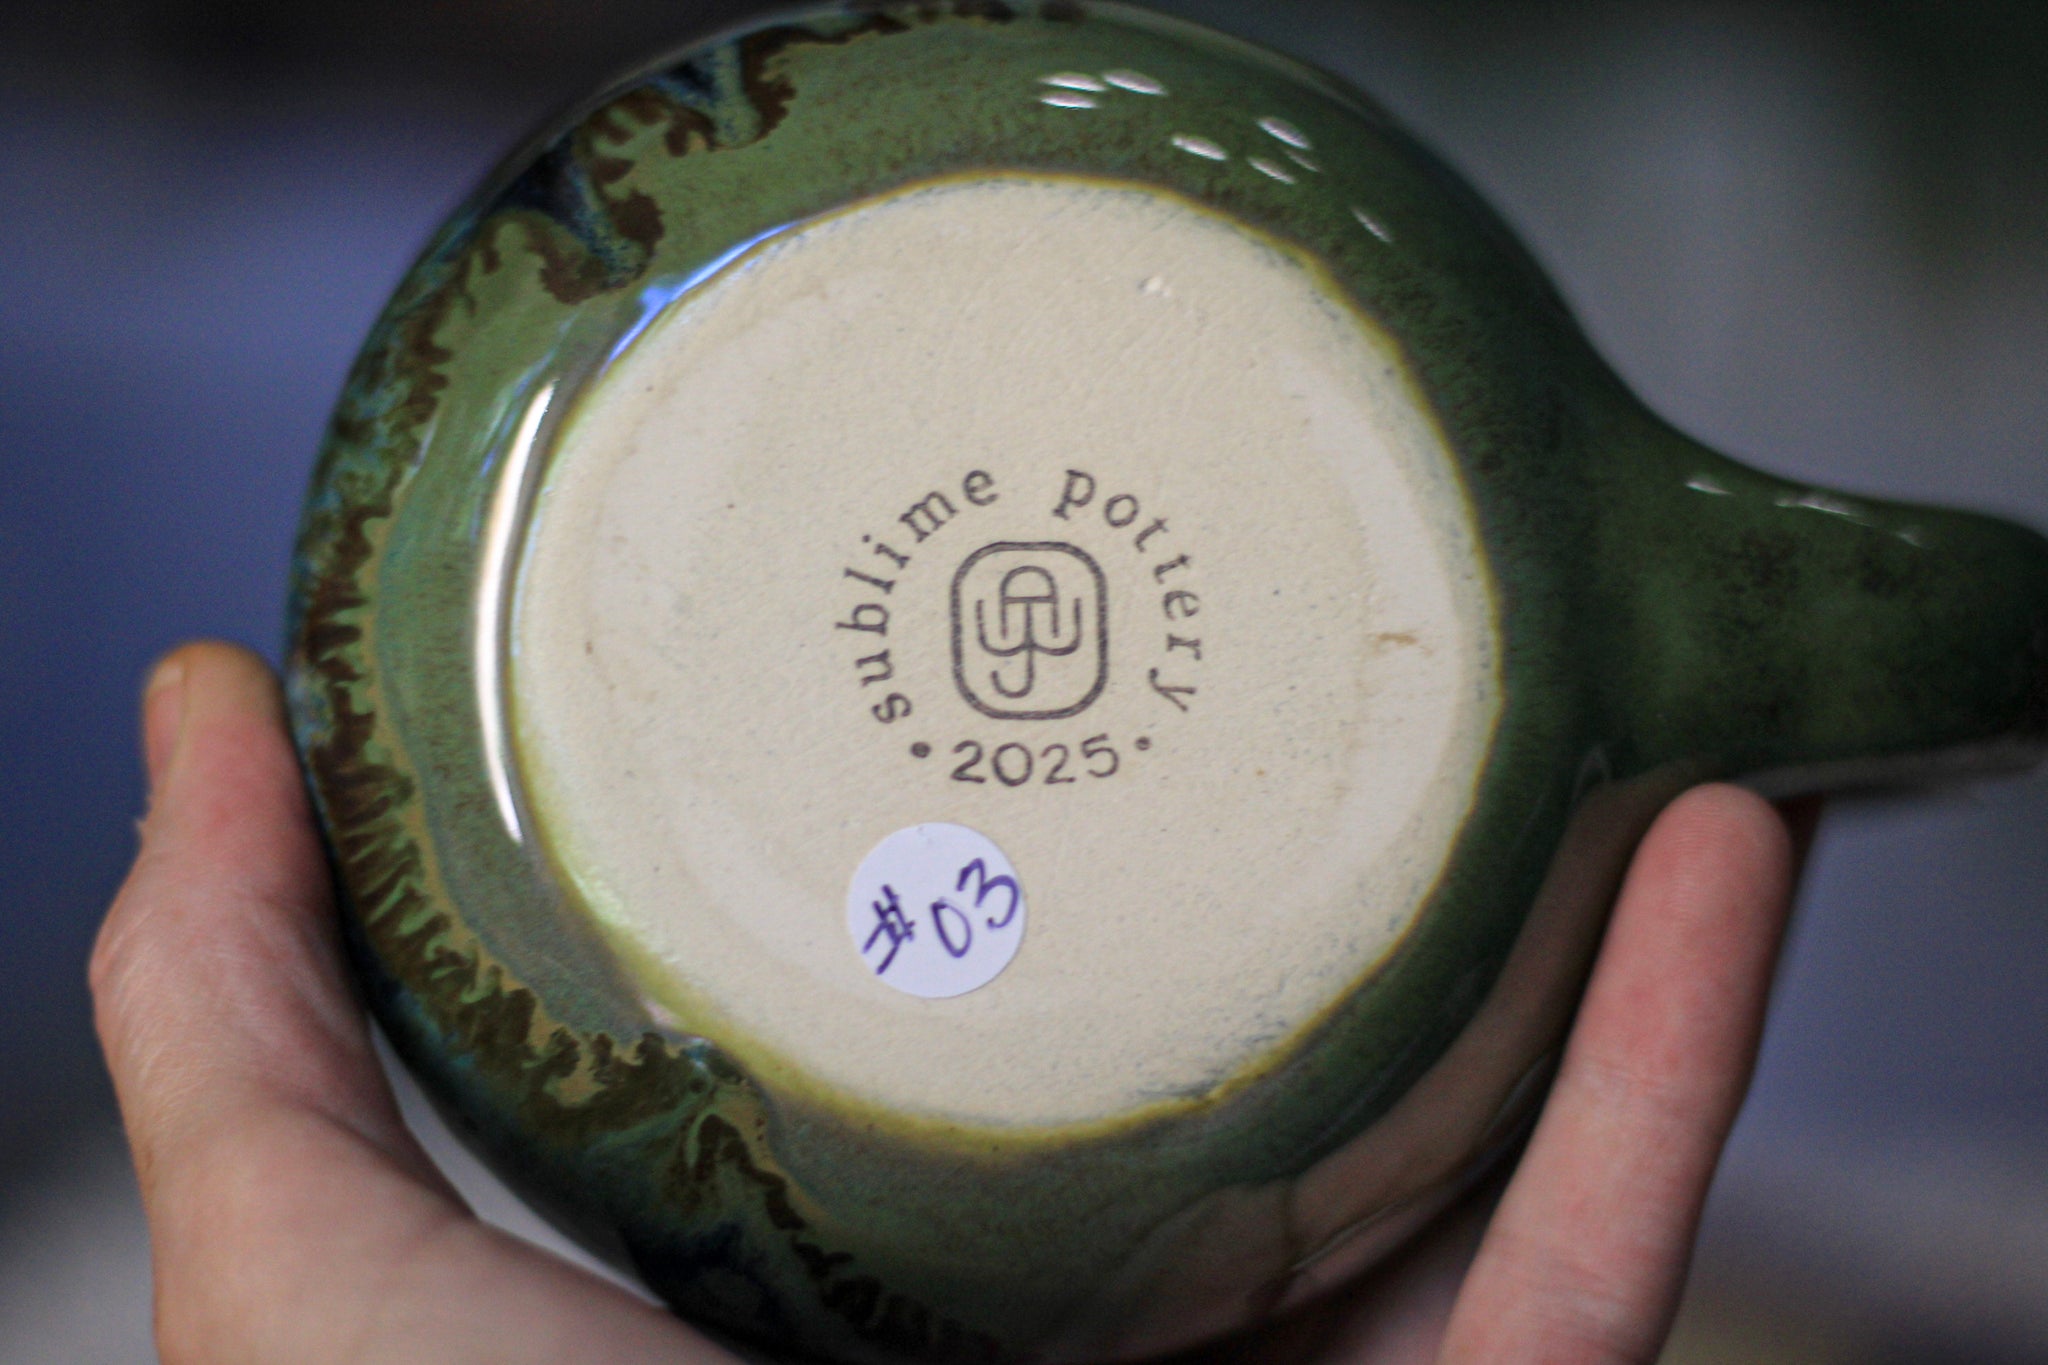 sublime pottery
• 2025 •
#03